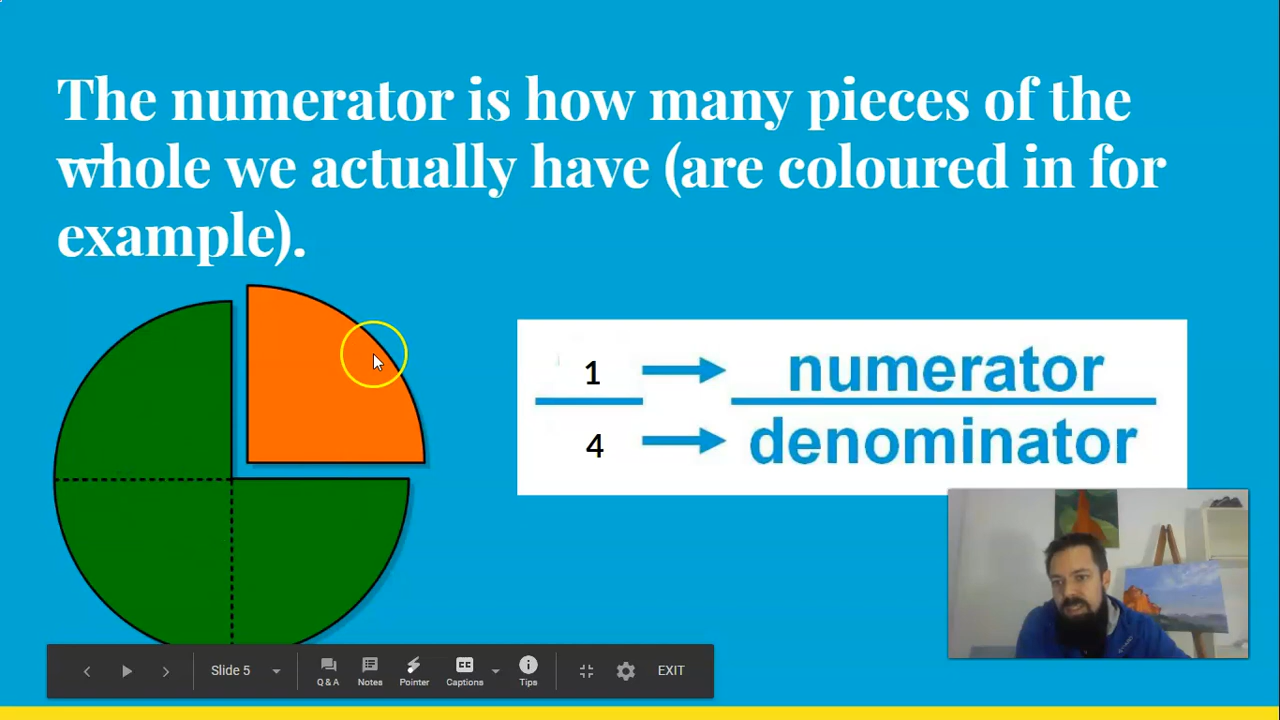 The numerator is how many pieces of the
whole we actually have (are coloured in for
example).
1 numerator
4 denominator
Slide 5
Q & A Notes Pointer Captions Tips EXIT